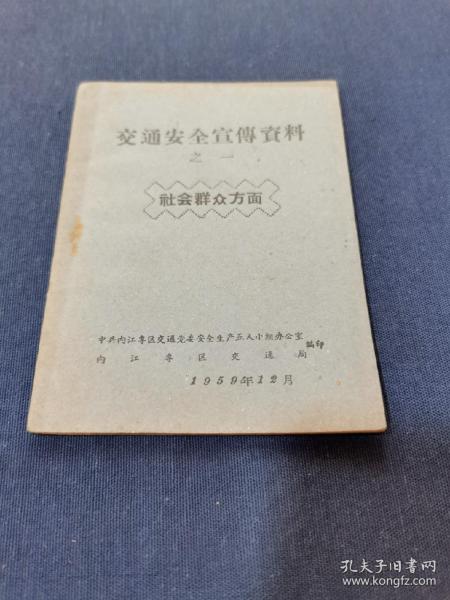 交通安全宣傳資料
之一
社会群众方面
中共内江专区交通党委安全生产五人小组办公室
内江专区交通局
编印
1959年12月
孔夫子旧书网
www.kongfz.com